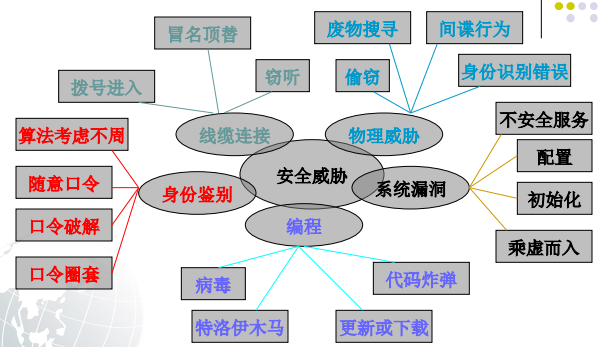 冒名顶替
废物搜寻
间谍行为
拨号进入
窃听
偷窃
身份识别错误
线缆连接
物理威胁
不安全服务
算法考虑不周
配置
随意口令
身份鉴别
安全威胁
系统漏洞
初始化
口令破解
编程
乘虚而入
口令圈套
病毒
代码炸弹
特洛伊木马
更新或下载